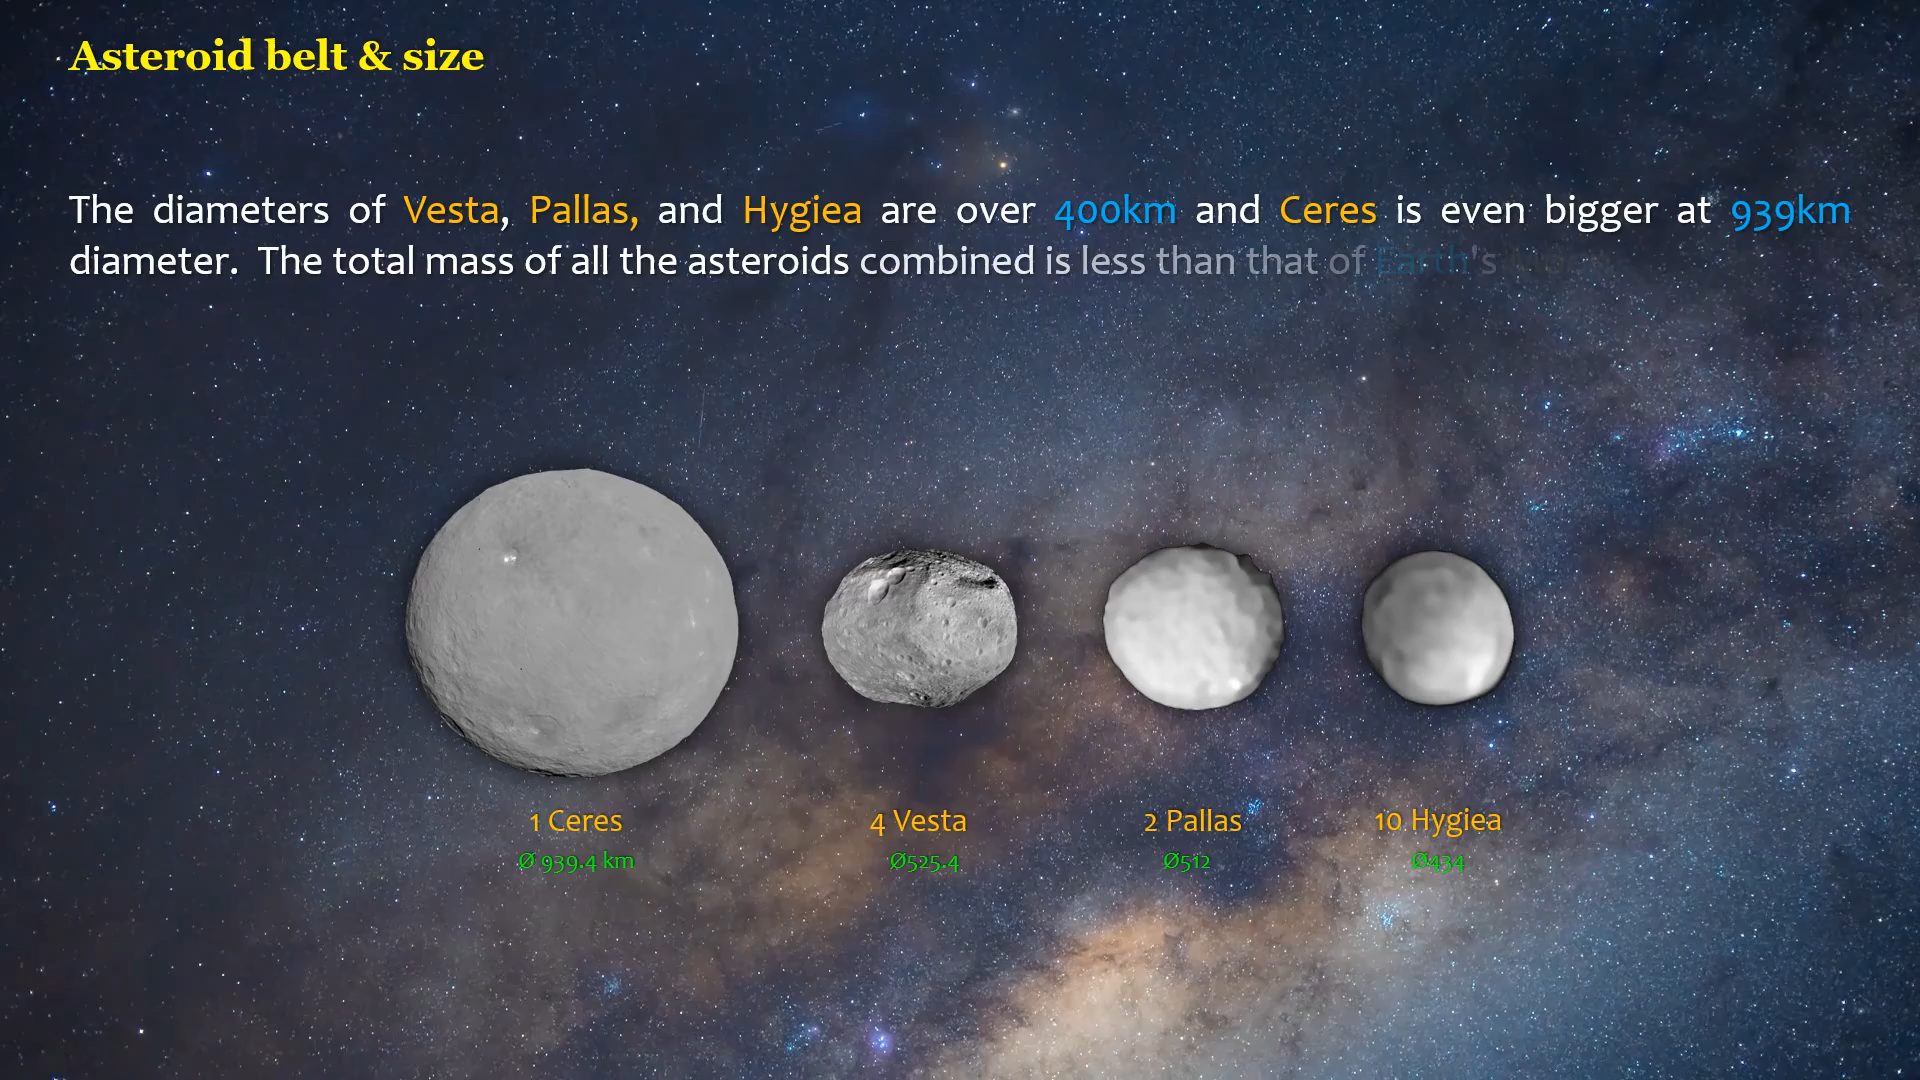 Asteroid belt & size
The diameters of Vesta, Pallas, and Hygiea are over 400km and Ceres is even bigger at 939km
diameter. The total mass of all the asteroids combined is less than that of Earth's
1 Ceres
4 Vesta
2 Pallas
10 Hygiea
Ø 939.4 km
Ø525.4
Ø512
Ø434